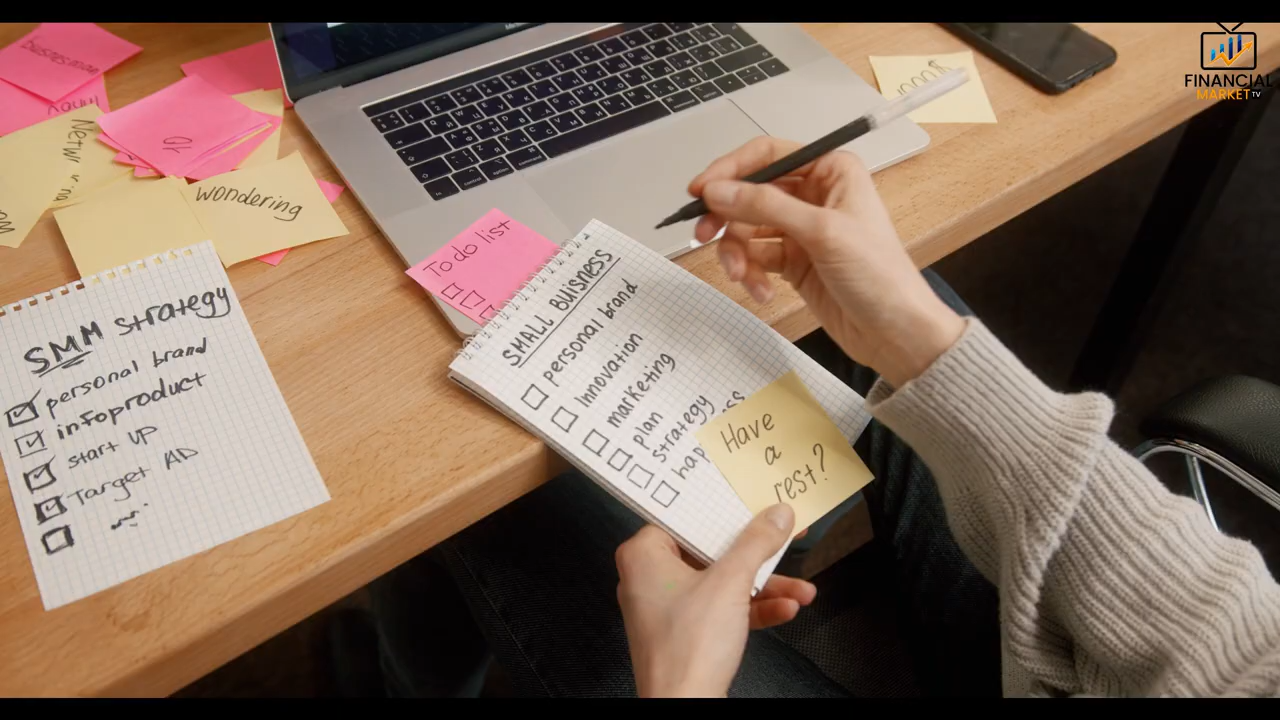 FINANCIAL
MARKET TV
wondering
To do list
SMM strategy
personal brand
infoproduct
start UP
Target AD
SMALL BUISNESS
personal brand
Innovation
marketing
plan
strategy
Have
a
rest?